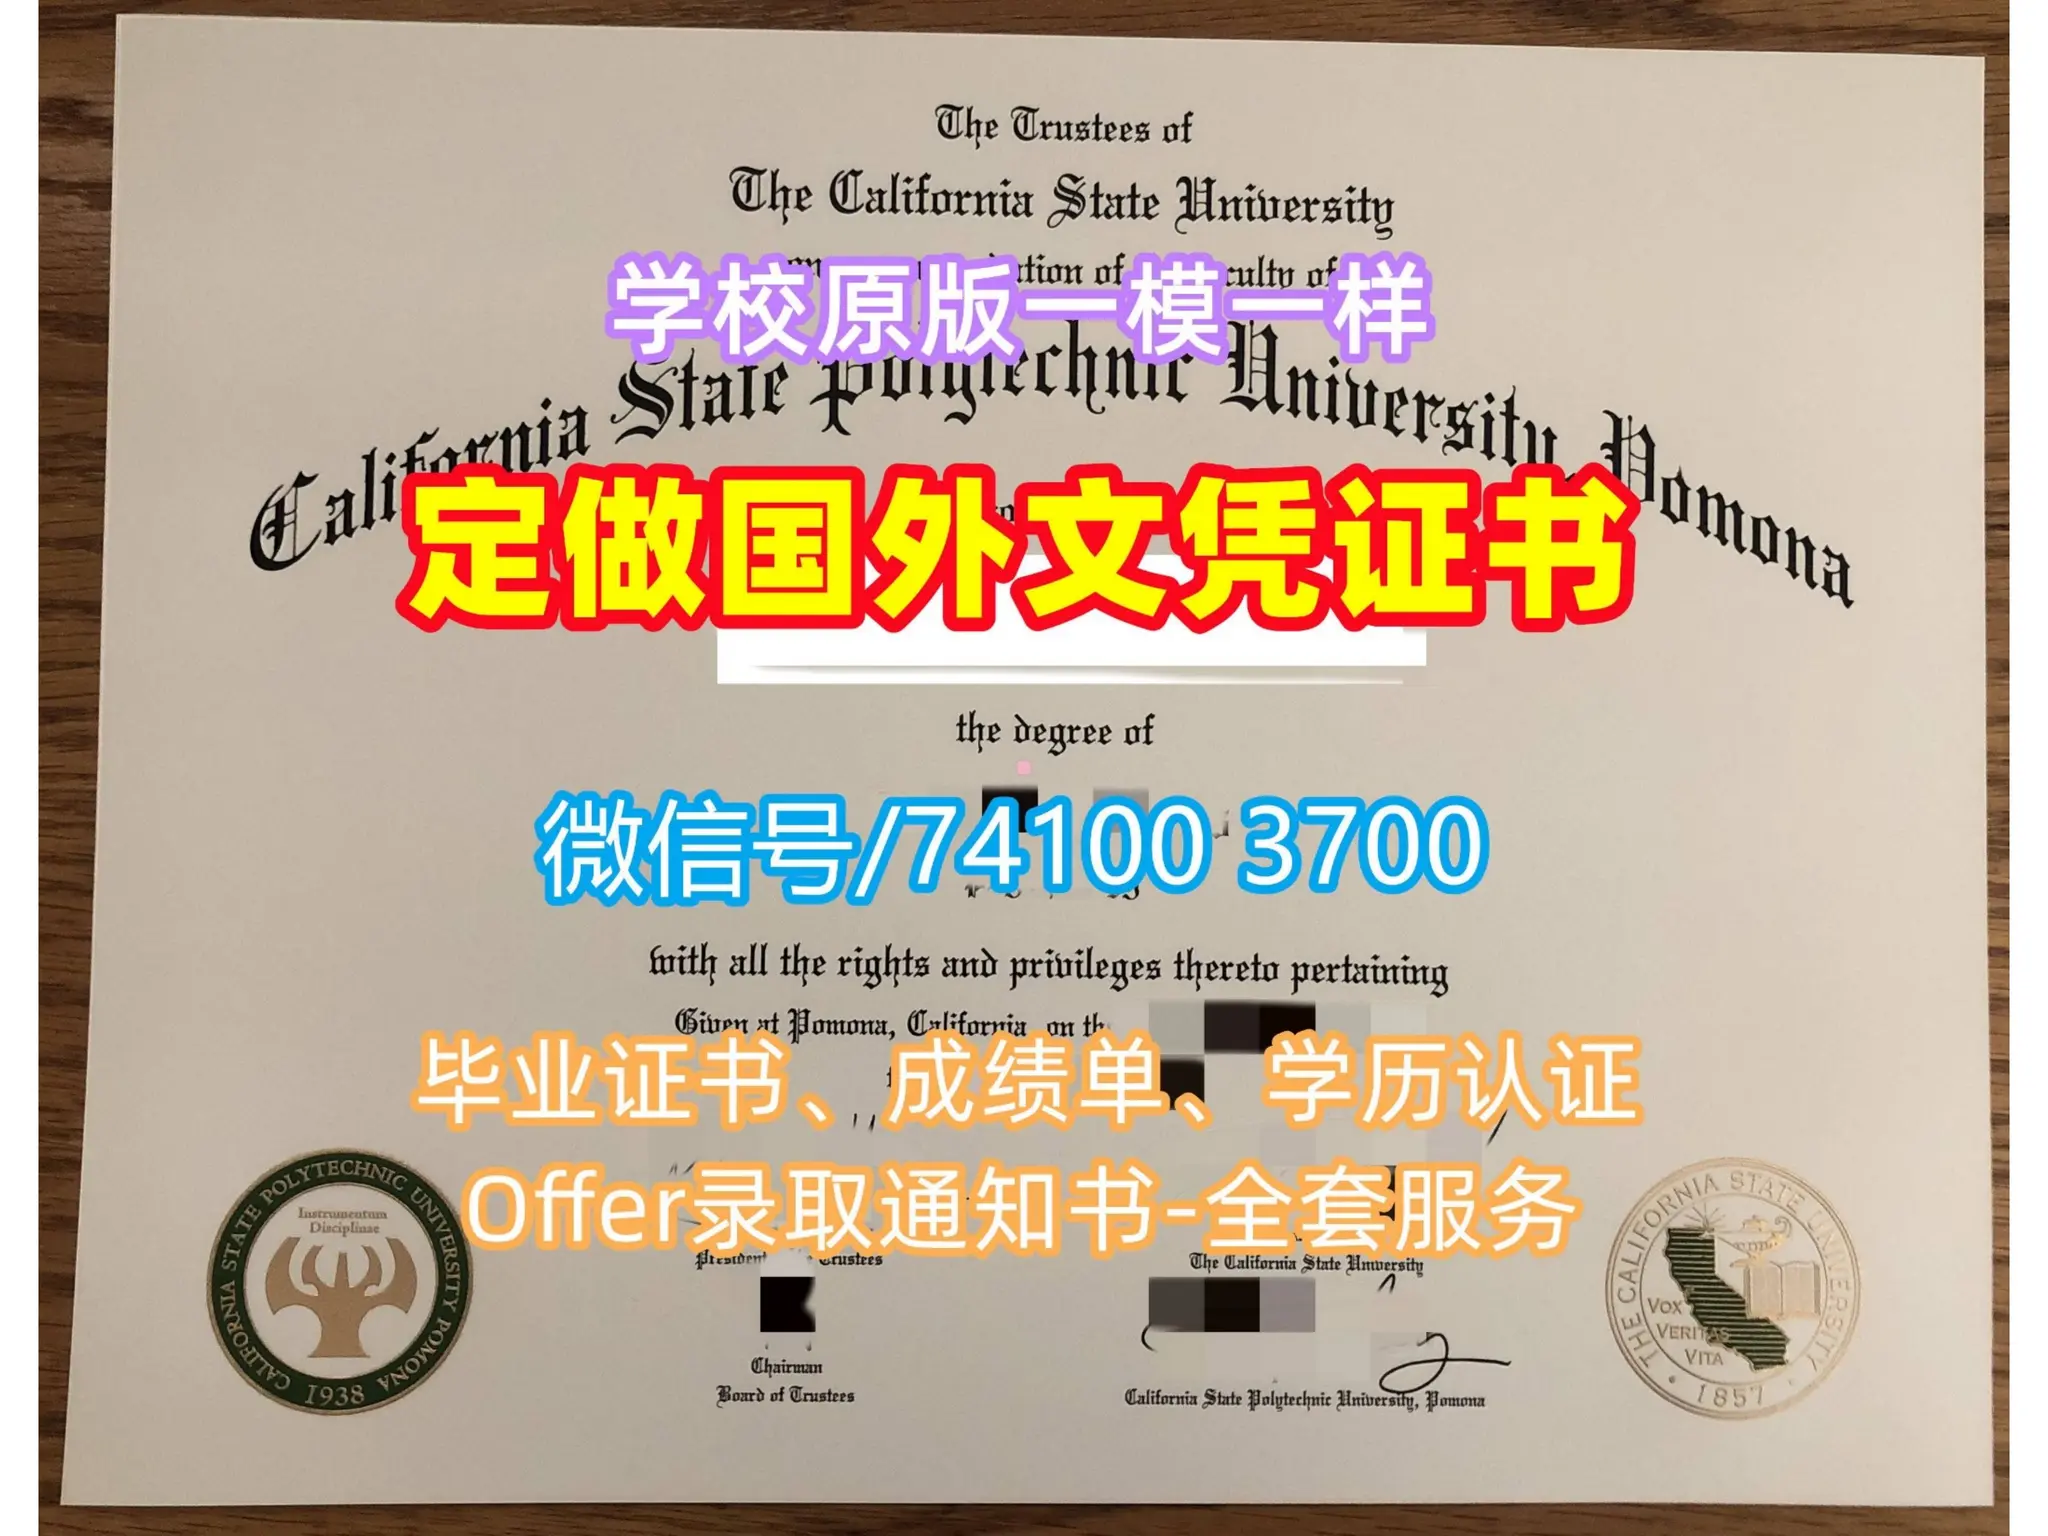 The Trustees of
The California State University
学校原版一模一样
California State Polytechnic University, Pomona
定做国外文凭证书
the degree of
微信号/74100 3700
with all the rights and privileges thereto pertaining
Given at Pomona, California, on
毕业证书、成绩单、学历认证
Offer录取通知书-全套服务
President Trustees
The California State University
Chairman
Board of Trustees
California State Polytechnic University, Pomona
CALIFORNIA STATE POLYTECHNIC UNIVERSITY POMONA
Instrumentum
Disciplinae
1938
THE CALIFORNIA STATE UNIVERSITY
VOX
VERITAS
VITA
1857